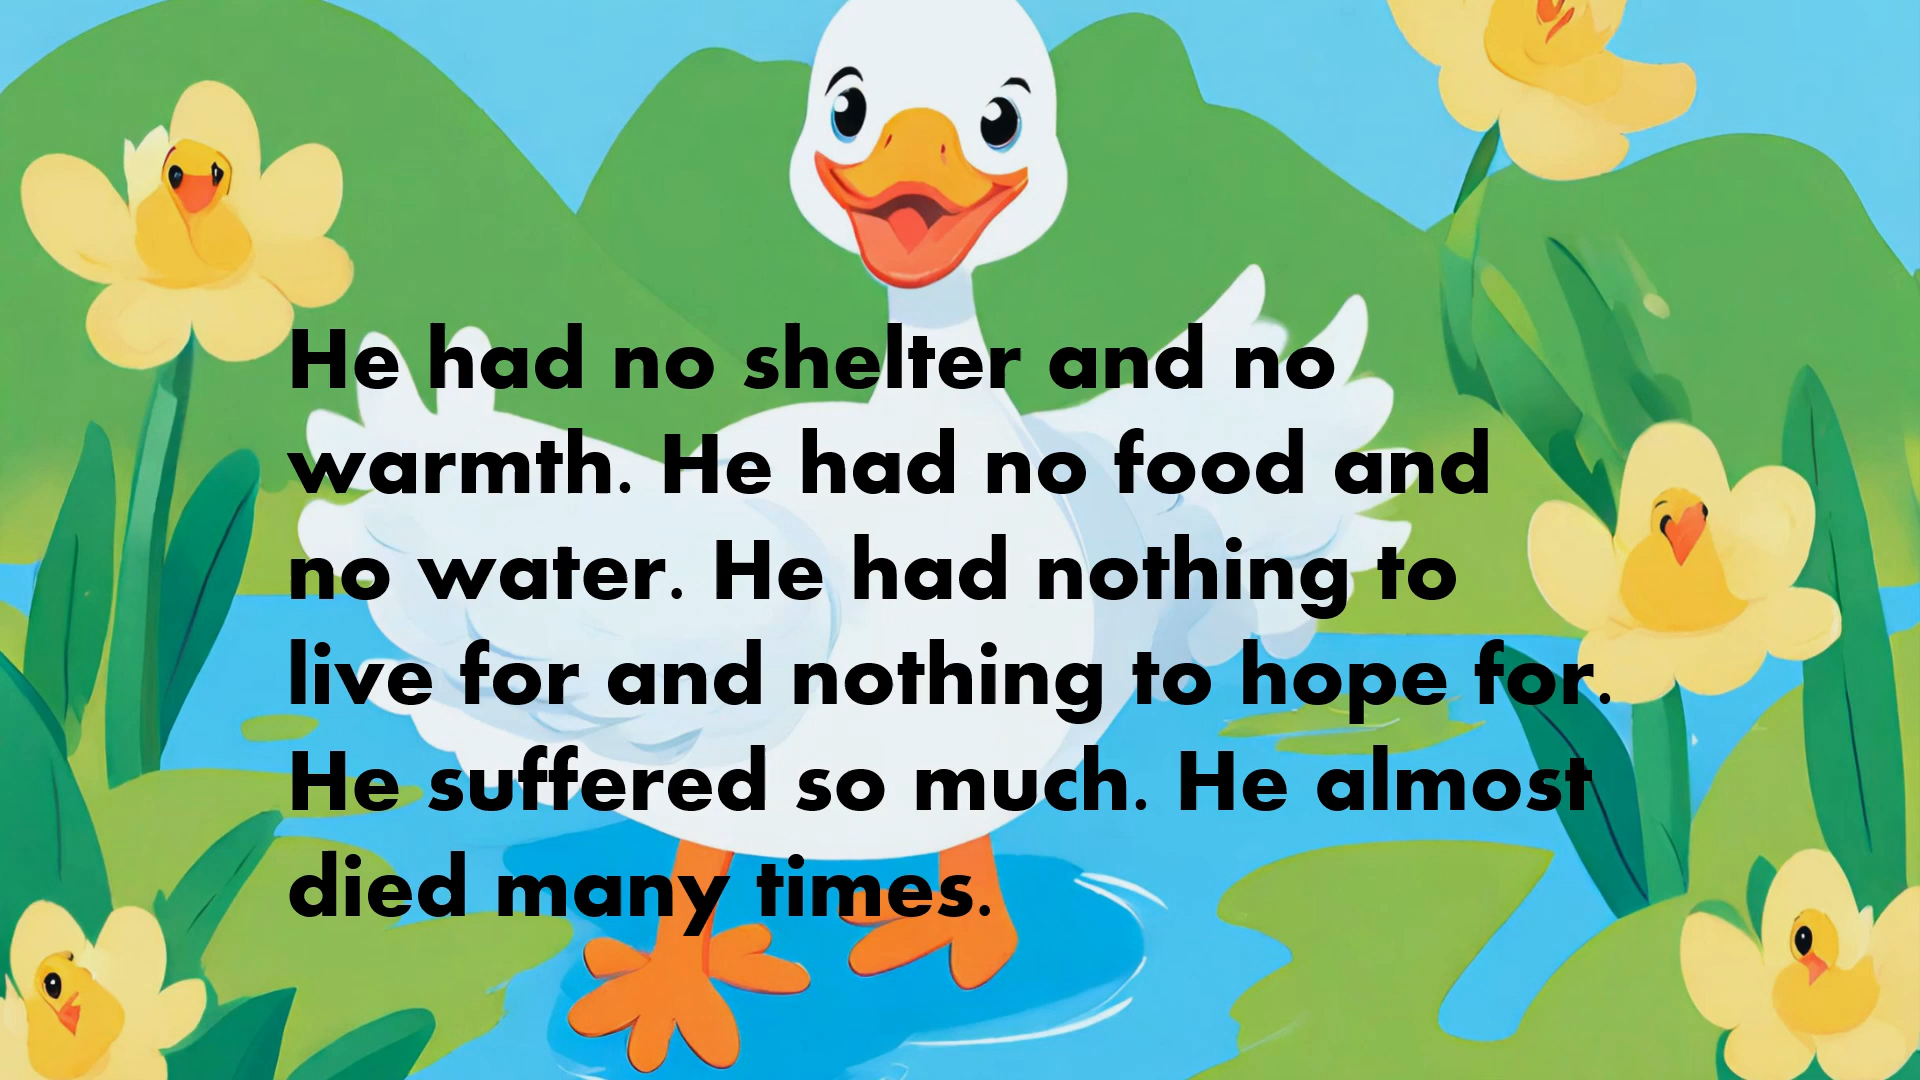 He had no shelter and no
warmth. He had no food and
no water. He had nothing to
live for and nothing to hope for.
He suffered so much. He almost
died many times.